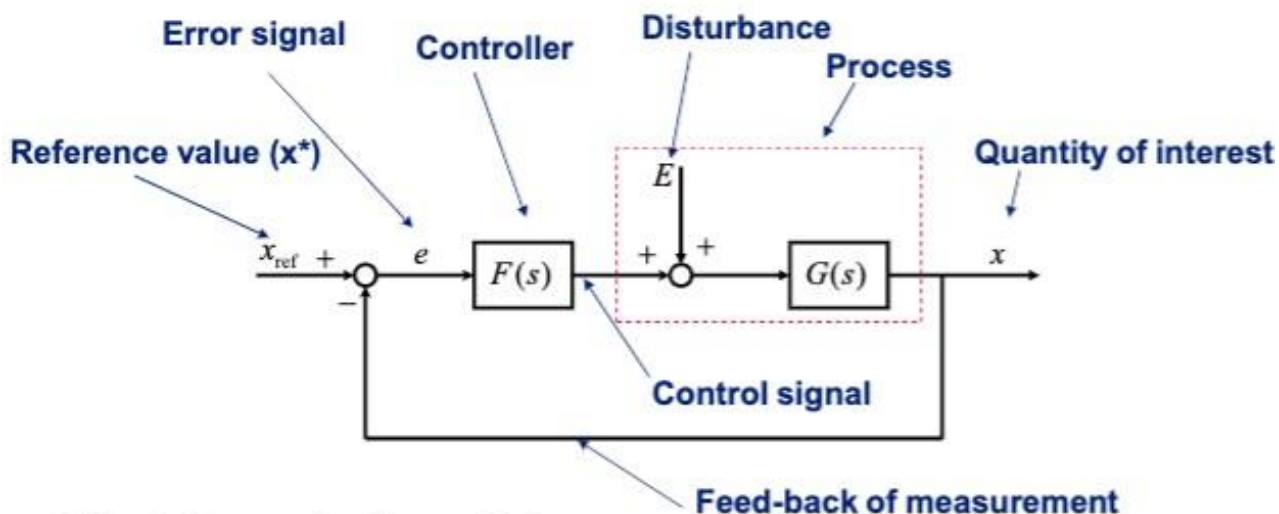 Error signal
Controller
Disturbance
Process
Reference value (x*)
Quantity of interest
E
x_ref + e F(s) + + G(s) x
−
Control signal
Feed-back of measurement